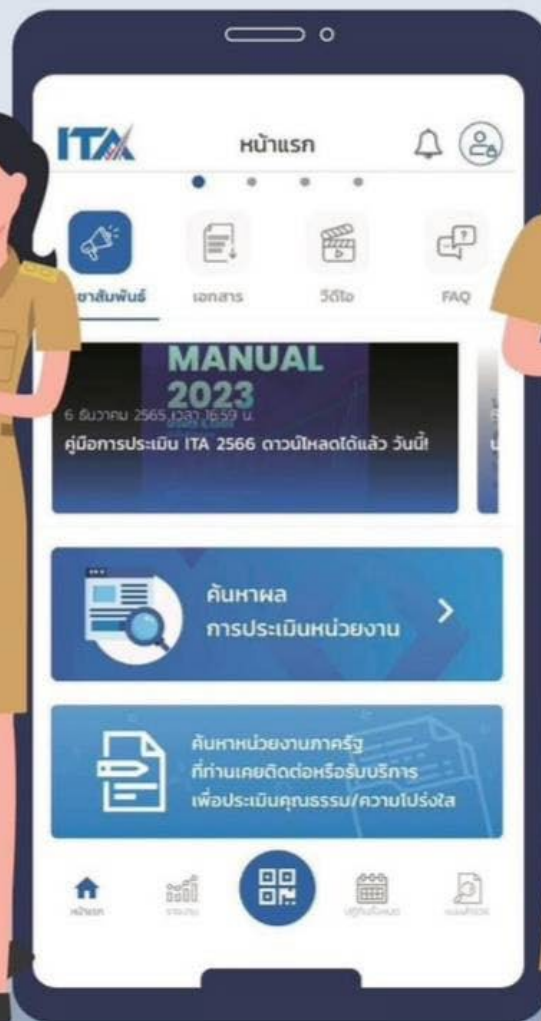 ITA
หน้าแรก
ชาสัมพันธ์
เอกสาร
วีดีโอ
FAQ
MANUAL
2023
6 ธันวาคม 2565 เวลา 16:59 น.
คู่มือการประเมิน ITA 2566 ดาวน์โหลดได้แล้ว วันนี้!
ค้นหาผล
การประเมินหน่วยงาน
ค้นหาหน่วยงานภาครัฐ
ที่ท่านเคยติดต่อหรือรับบริการ
เพื่อประเมินคุณธรรม/ความโปร่งใส
หน้าแรก
รายงาน